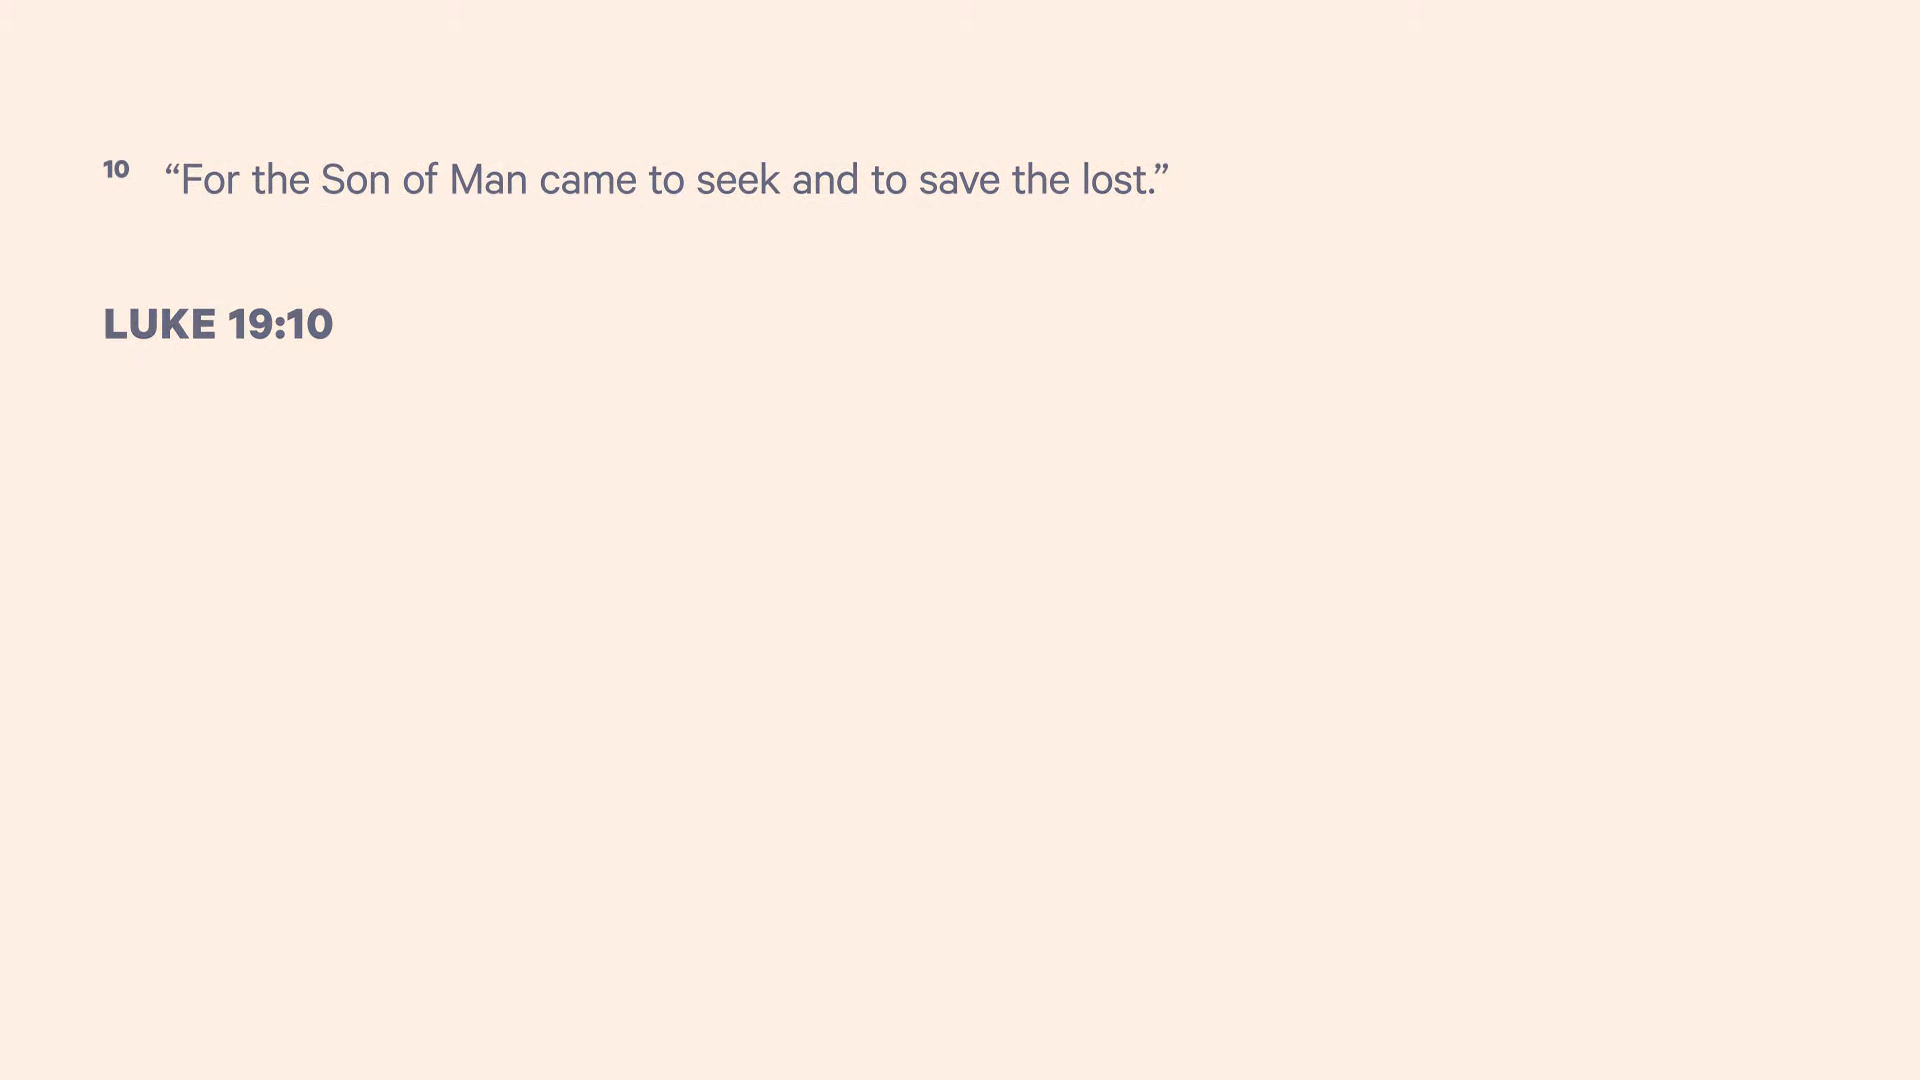 10 “For the Son of Man came to seek and to save the lost.”
LUKE 19:10